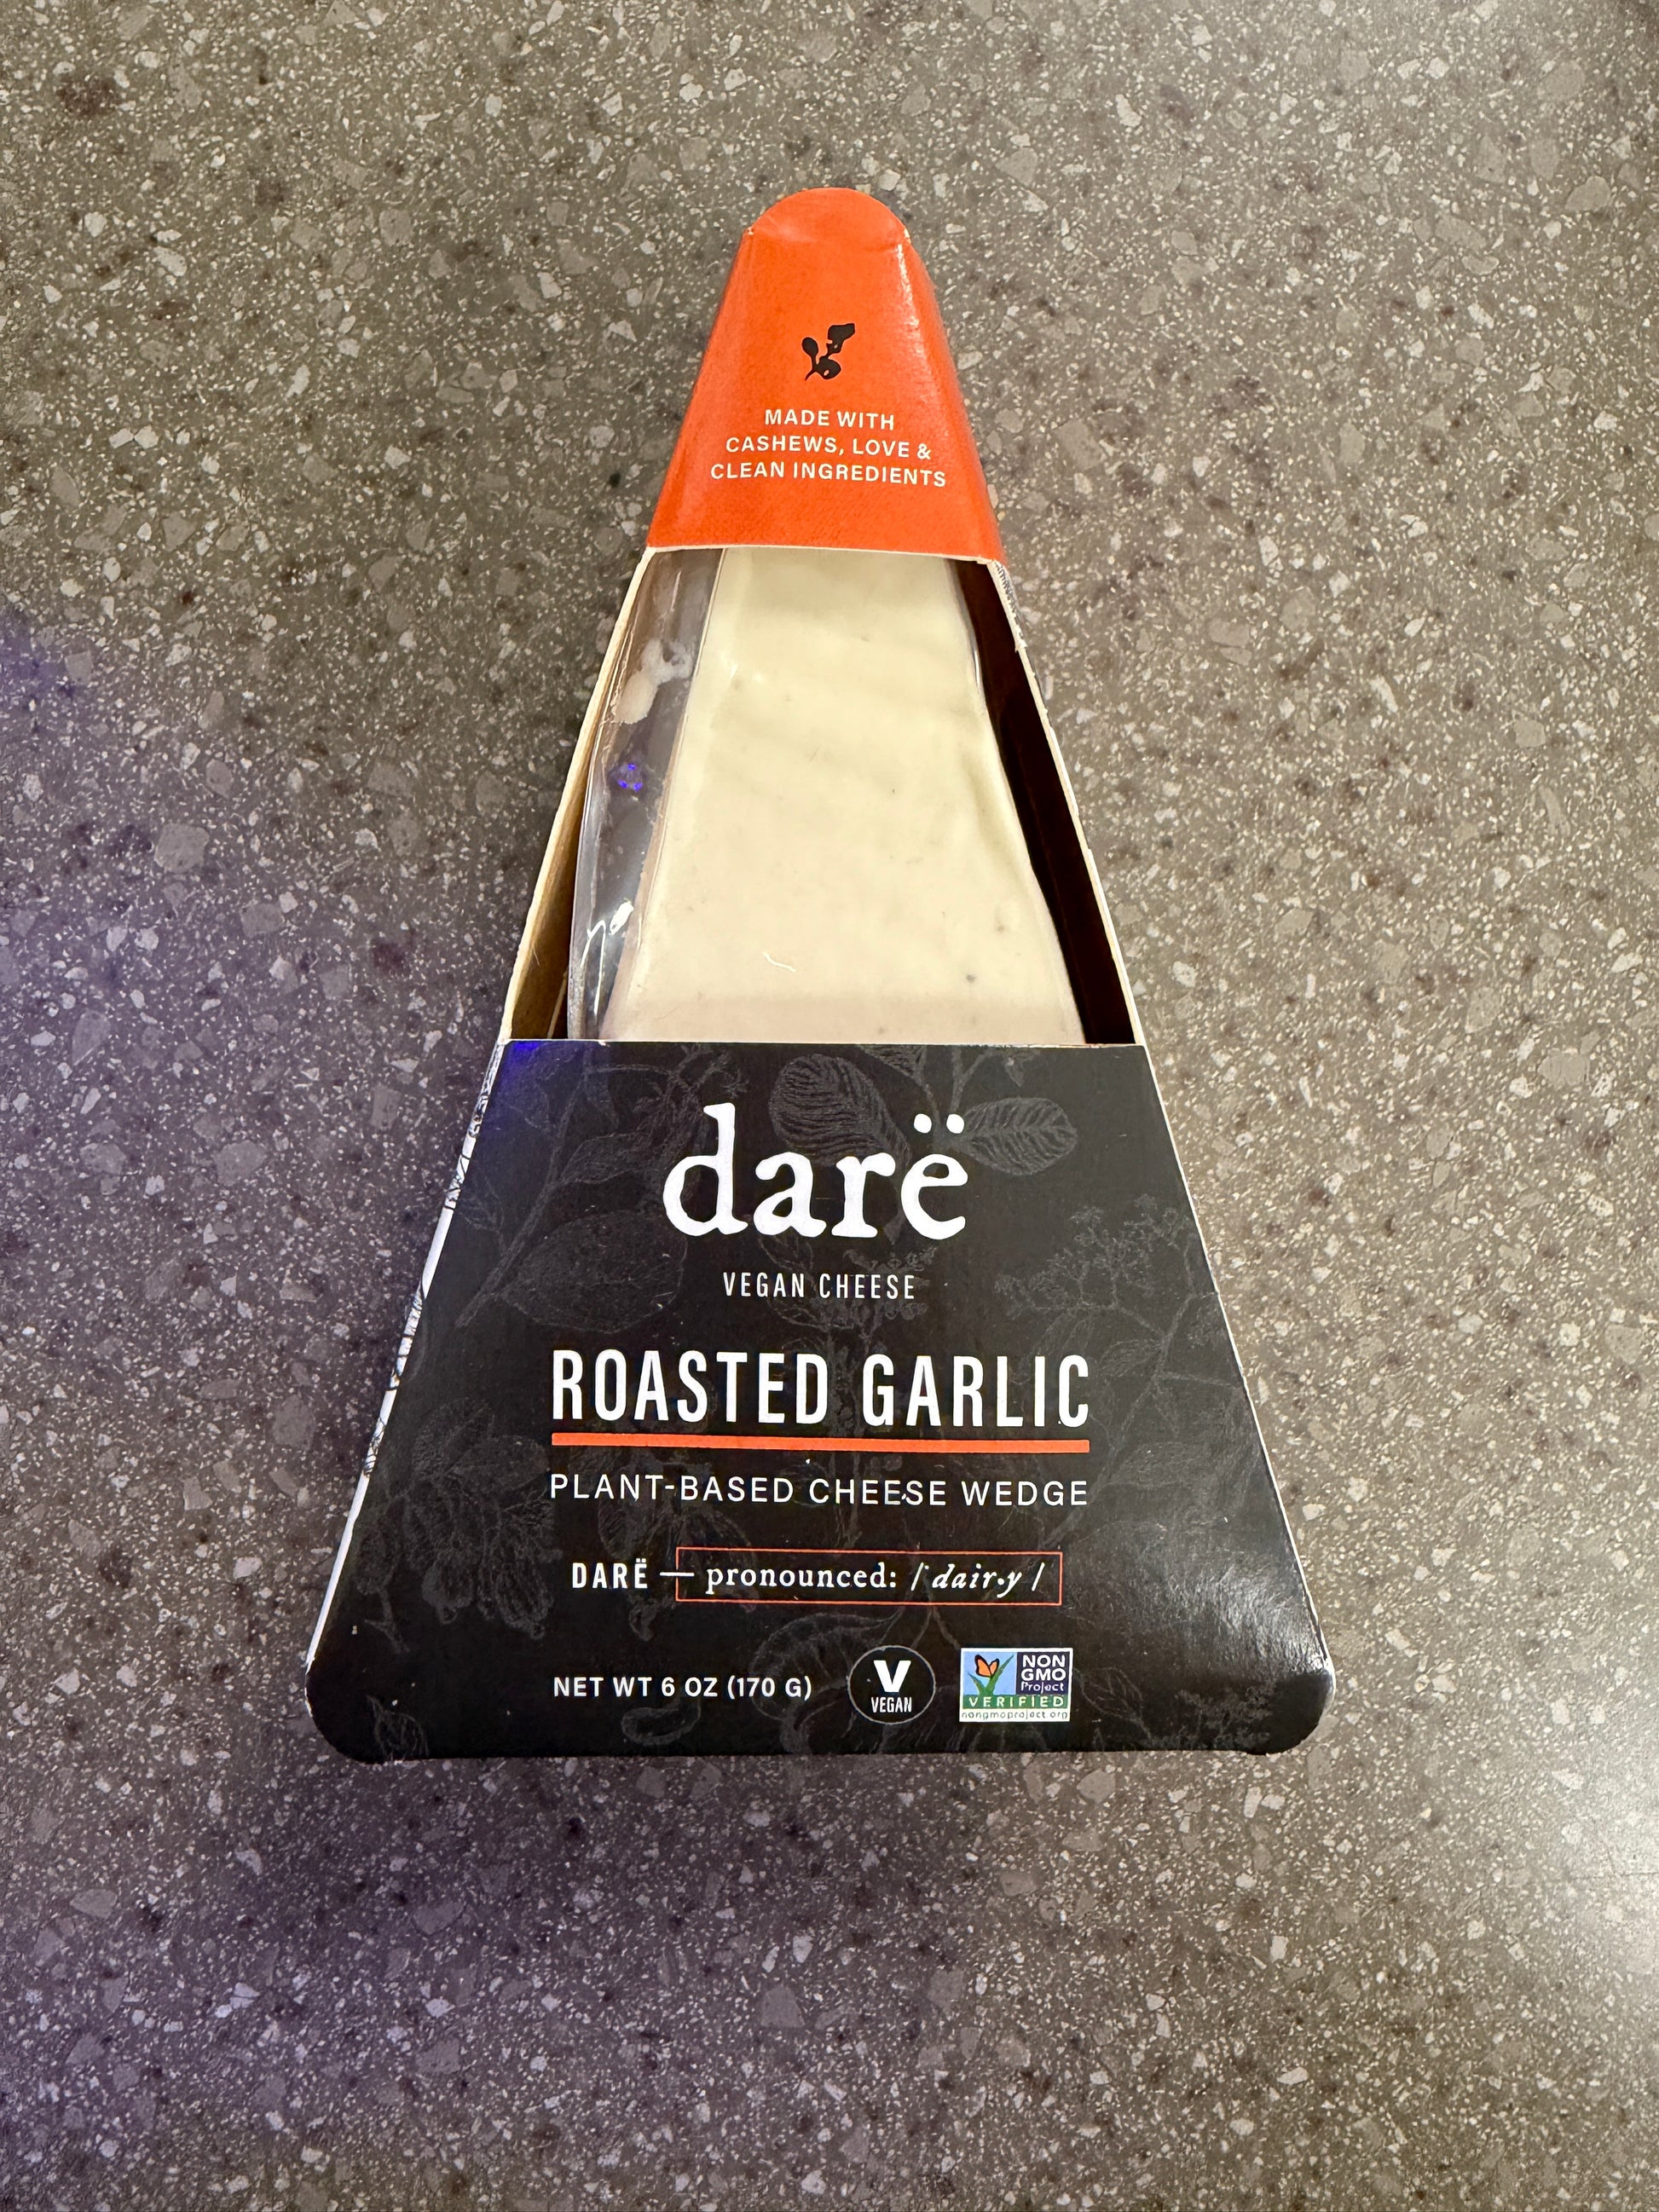 MADE WITH
CASHEWS, LOVE &
CLEAN INGREDIENTS
darë
VEGAN CHEESE
ROASTED GARLIC
PLANT-BASED CHEESE WEDGE
DARË — pronounced: /ˈdair·y /
NET WT 6 OZ (170 G)
V
VEGAN
NON
GMO
Project
VERIFIED
nongmoproject.org